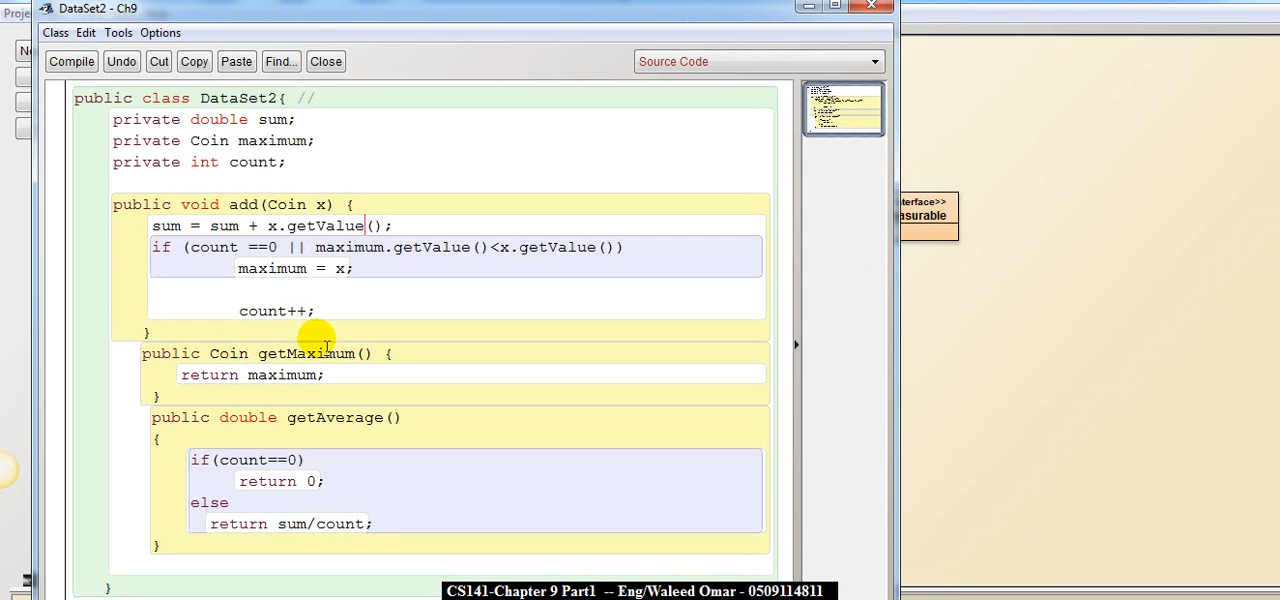 Proje
DataSet2 - Ch9
Class Edit Tools Options
Compile Undo Cut Copy Paste Find... Close Source Code
public class DataSet2{ //
private double sum;
private Coin maximum;
private int count;
public void add(Coin x) {
sum = sum + x.getValue();
if (count ==0 || maximum.getValue()<x.getValue())
maximum = x;
count++;
}
public Coin getMaximum() {
return maximum;
}
public double getAverage()
{
if(count==0)
return 0;
else
return sum/count;
}
}
nterface>>
asurable
CS141-Chapter 9 Part1 -- Eng/Waleed Omar - 0509114811